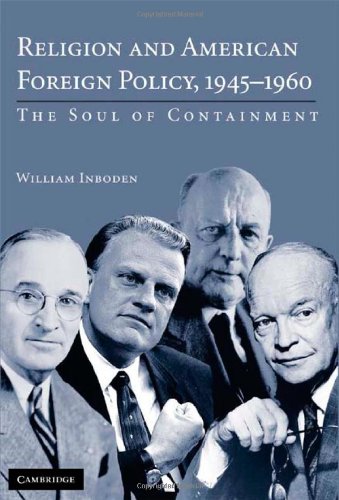 RELIGION AND AMERICAN
FOREIGN POLICY, 1945–1960
THE SOUL OF CONTAINMENT
WILLIAM INBODEN
CAMBRIDGE